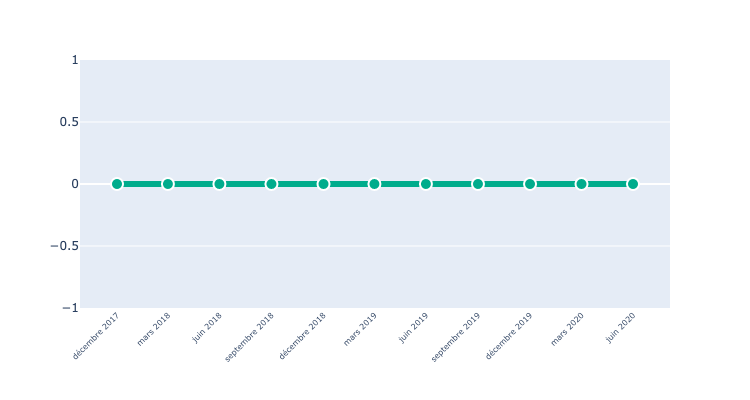 1
0.5
0
−0.5
−1
décembre 2017
mars 2018
juin 2018
septembre 2018
décembre 2018
mars 2019
juin 2019
septembre 2019
décembre 2019
mars 2020
juin 2020